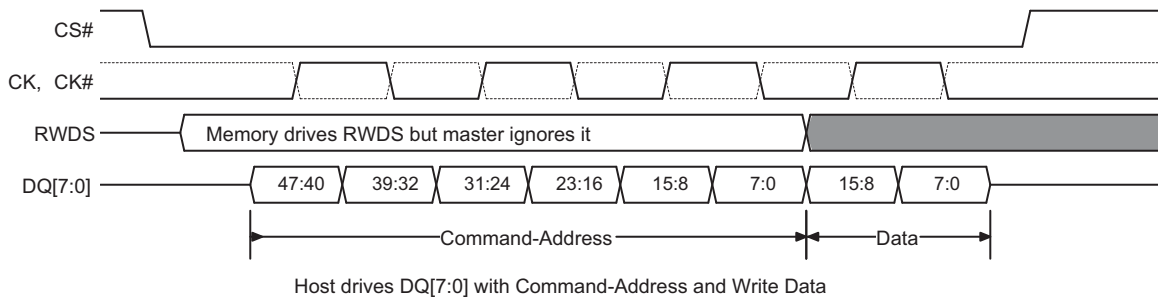 CS#
CK, CK#
RWDS Memory drives RWDS but master ignores it
DQ[7:0] 47:40 39:32 31:24 23:16 15:8 7:0 15:8 7:0
Command-Address Data
Host drives DQ[7:0] with Command-Address and Write Data